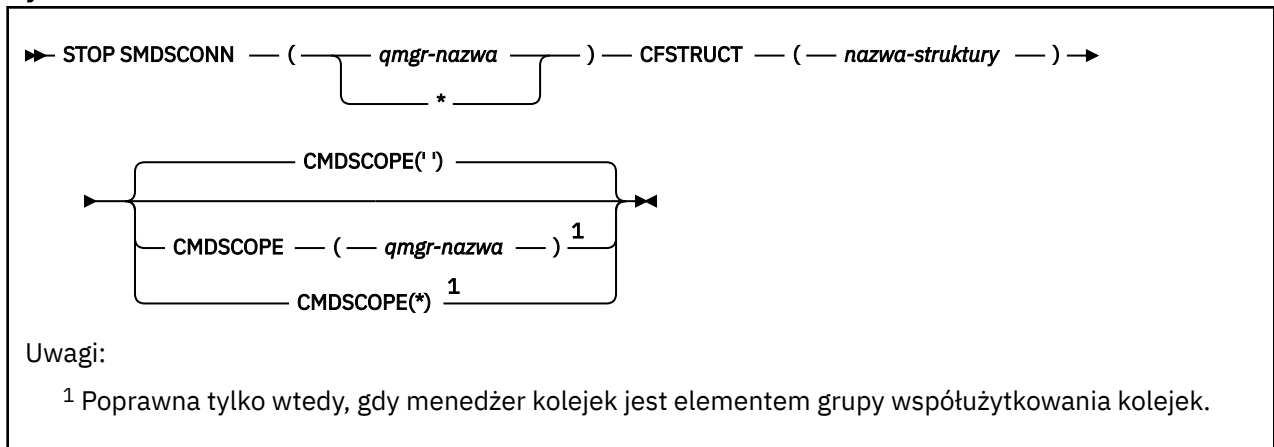 STOP SMDSCONN ( qmgr-nazwa ) CFSTRUCT ( nazwa-struktury )
*
CMDSCOPE(' ')
CMDSCOPE ( qmgr-nazwa ) 1
CMDSCOPE(*) 1
Uwagi:
1 Poprawna tylko wtedy, gdy menedżer kolejek jest elementem grupy współużytkowania kolejek.